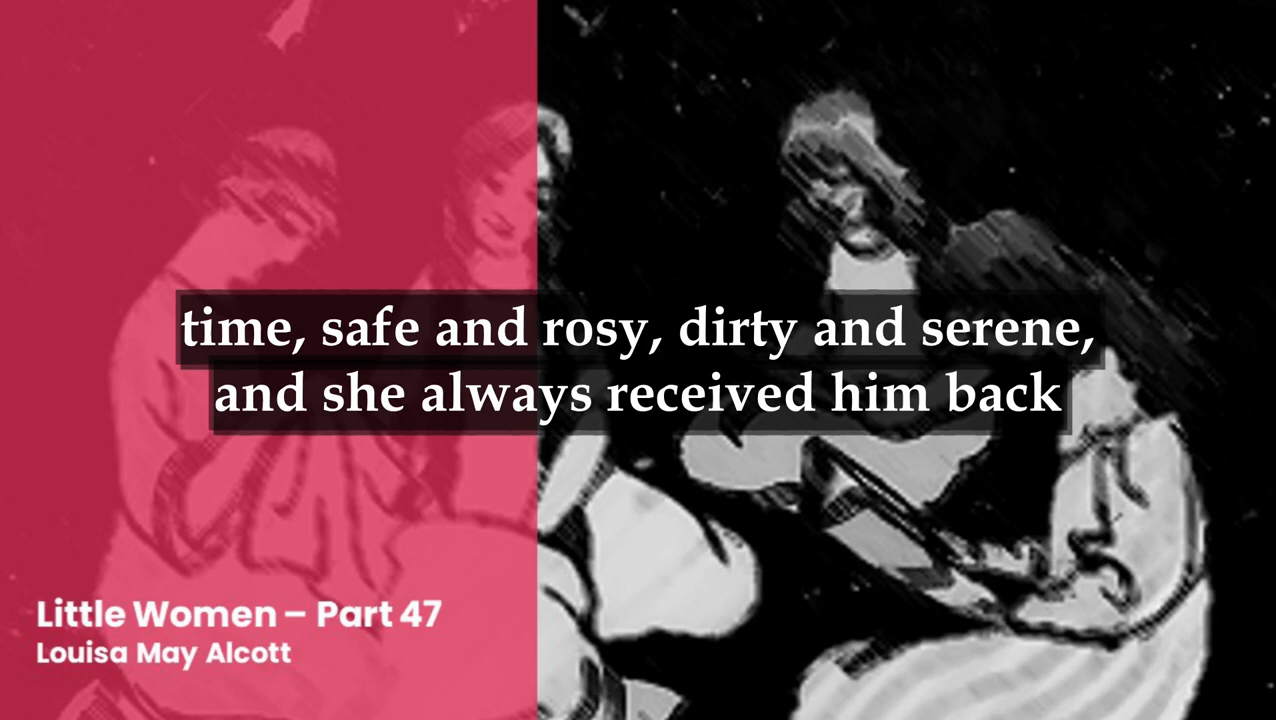 time, safe and rosy, dirty and serene,
and she always received him back
Little Women – Part 47
Louisa May Alcott